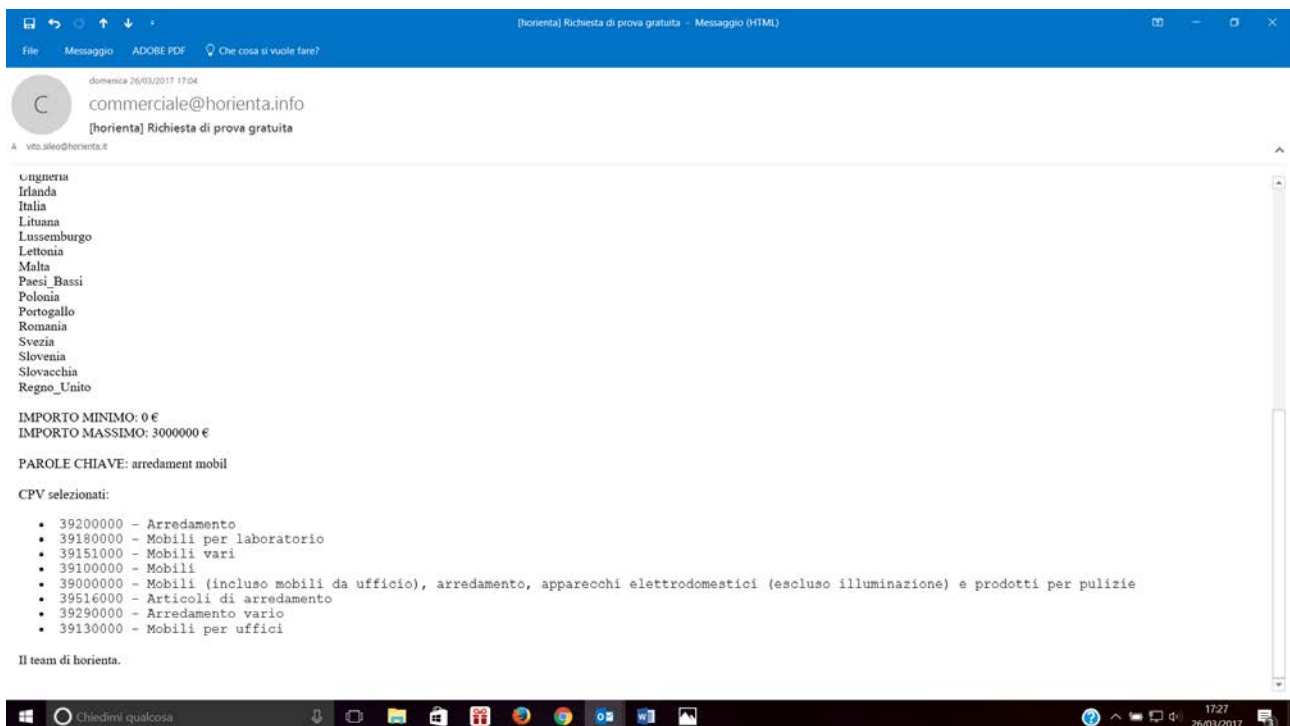 [horienta] Richiesta di prova gratuita - Messaggio (HTML)
File Messaggio ADOBE PDF Che cosa si vuole fare?
domenica 26/03/2017 17:04
C
commerciale@horienta.info
[horienta] Richiesta di prova gratuita
A vito.sileo@horienta.it
Ungheria
Irlanda
Italia
Lituana
Lussemburgo
Lettonia
Malta
Paesi_Bassi
Polonia
Portogallo
Romania
Svezia
Slovenia
Slovacchia
Regno_Unito
IMPORTO MINIMO: 0 €
IMPORTO MASSIMO: 3000000 €
PAROLE CHIAVE: arredament mobil
CPV selezionati:
• 39200000 - Arredamento
• 39180000 - Mobili per laboratorio
• 39151000 - Mobili vari
• 39100000 - Mobili
• 39000000 - Mobili (incluso mobili da ufficio), arredamento, apparecchi elettrodomestici (escluso illuminazione) e prodotti per pulizie
• 39516000 - Articoli di arredamento
• 39290000 - Arredamento vario
• 39130000 - Mobili per uffici
Il team di horienta.
Chiedimi qualcosa
17:27
26/03/2017